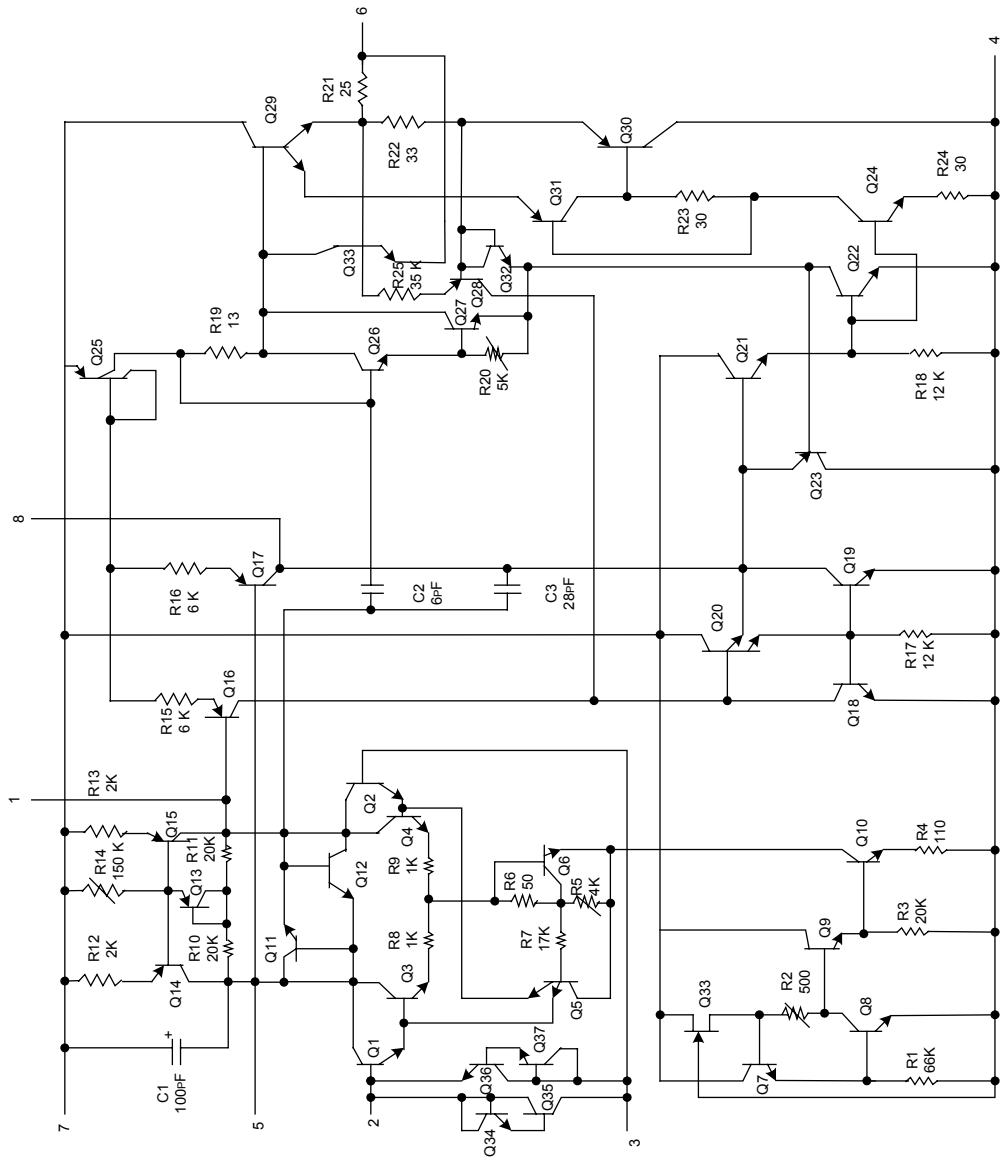 1
8
6
7
5
2
3
4
R13
2K
R14
150 K
R12
2K
Q15
Q13
Q14
R11
20K
R10
20K
C1
100PF
+
R15
6 K
Q16
R16
6 K
Q17
Q25
R19
13
Q26
Q27
Q28
R20
5K
R25
35 K
Q33
Q32
Q29
R21
25
R22
33
Q30
Q31
R23
30
Q24
R24
30
Q22
Q21
R18
12 K
Q23
Q19
Q20
R17
12 K
Q18
C2
6PF
C3
28PF
Q11
Q12
Q2
Q4
Q1
Q3
R9
1K
R8
1K
R6
50
Q6
R5
4K
R7
17K
Q5
Q36
Q37
Q34
Q35
Q10
R4
110
Q9
R3
20K
Q33
R2
500
Q8
Q7
R1
66K